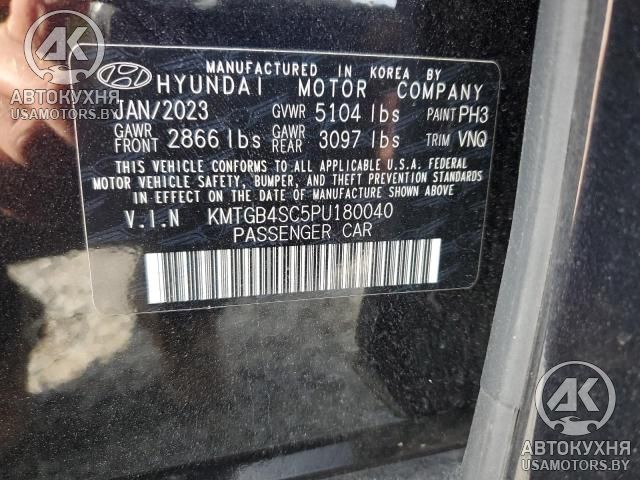 MANUFACTURED IN KOREA BY
HYUNDAI MOTOR COMPANY
JAN/2023 GVWR 5104 lbs PAINT PH3
GAWR FRONT 2866 lbs GAWR REAR 3097 lbs TRIM VNQ
THIS VEHICLE CONFORMS TO ALL APPLICABLE U.S.A. FEDERAL
MOTOR VEHICLE SAFETY, BUMPER, AND THEFT PREVENTION STANDARDS
IN EFFECT ON THE DATE OF MANUFACTURE SHOWN ABOVE
V.I.N KMTGB4SC5PU180040
PASSENGER CAR
АК
АВТОКУХНЯ
USAMOTORS.BY
АК
АВТОКУХНЯ
USAMOTORS.BY